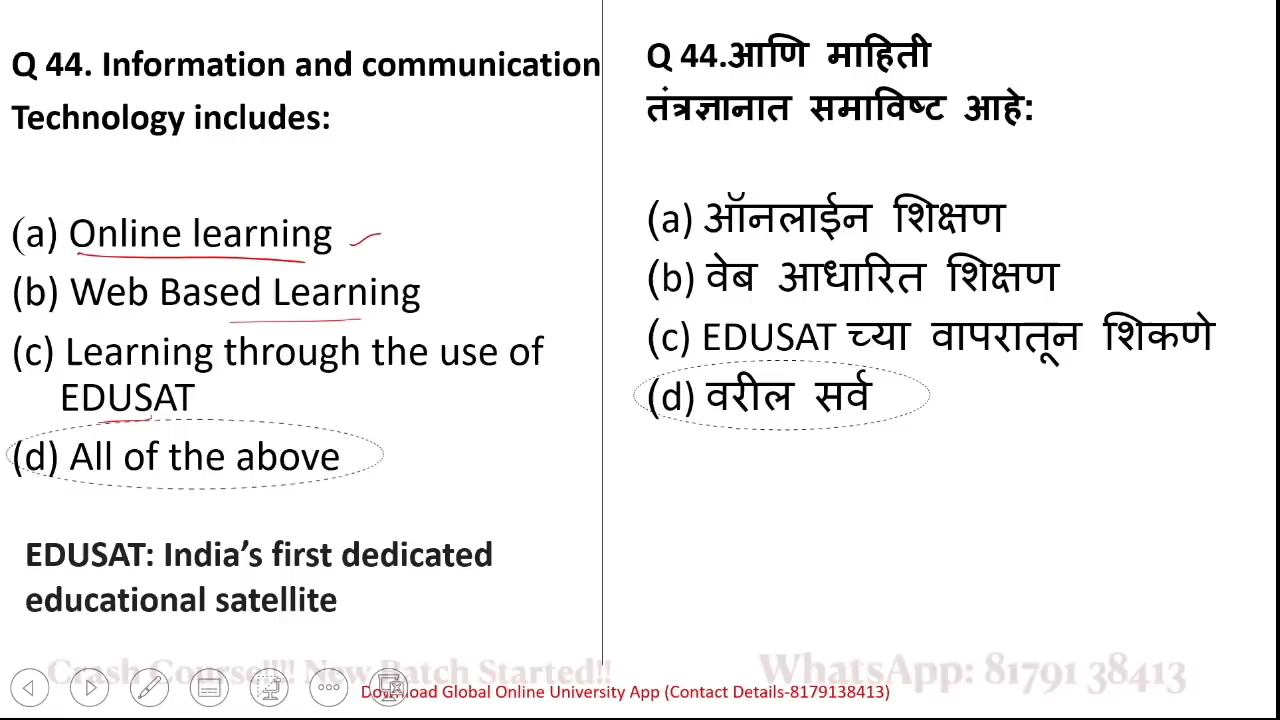 Q 44. Information and communication
Technology includes:
(a) Online learning
(b) Web Based Learning
(c) Learning through the use of
EDUSAT
(d) All of the above
EDUSAT: India’s first dedicated
educational satellite
Q 44.आणि माहिती
तंत्रज्ञानात समाविष्ट आहे:
(a) ऑनलाईन शिक्षण
(b) वेब आधारित शिक्षण
(c) EDUSAT च्या वापरातून शिकणे
(d) वरील सर्व
Crash Course!!! New Batch Started!!
WhatsApp: 81791 38413
Download Global Online University App (Contact Details-8179138413)